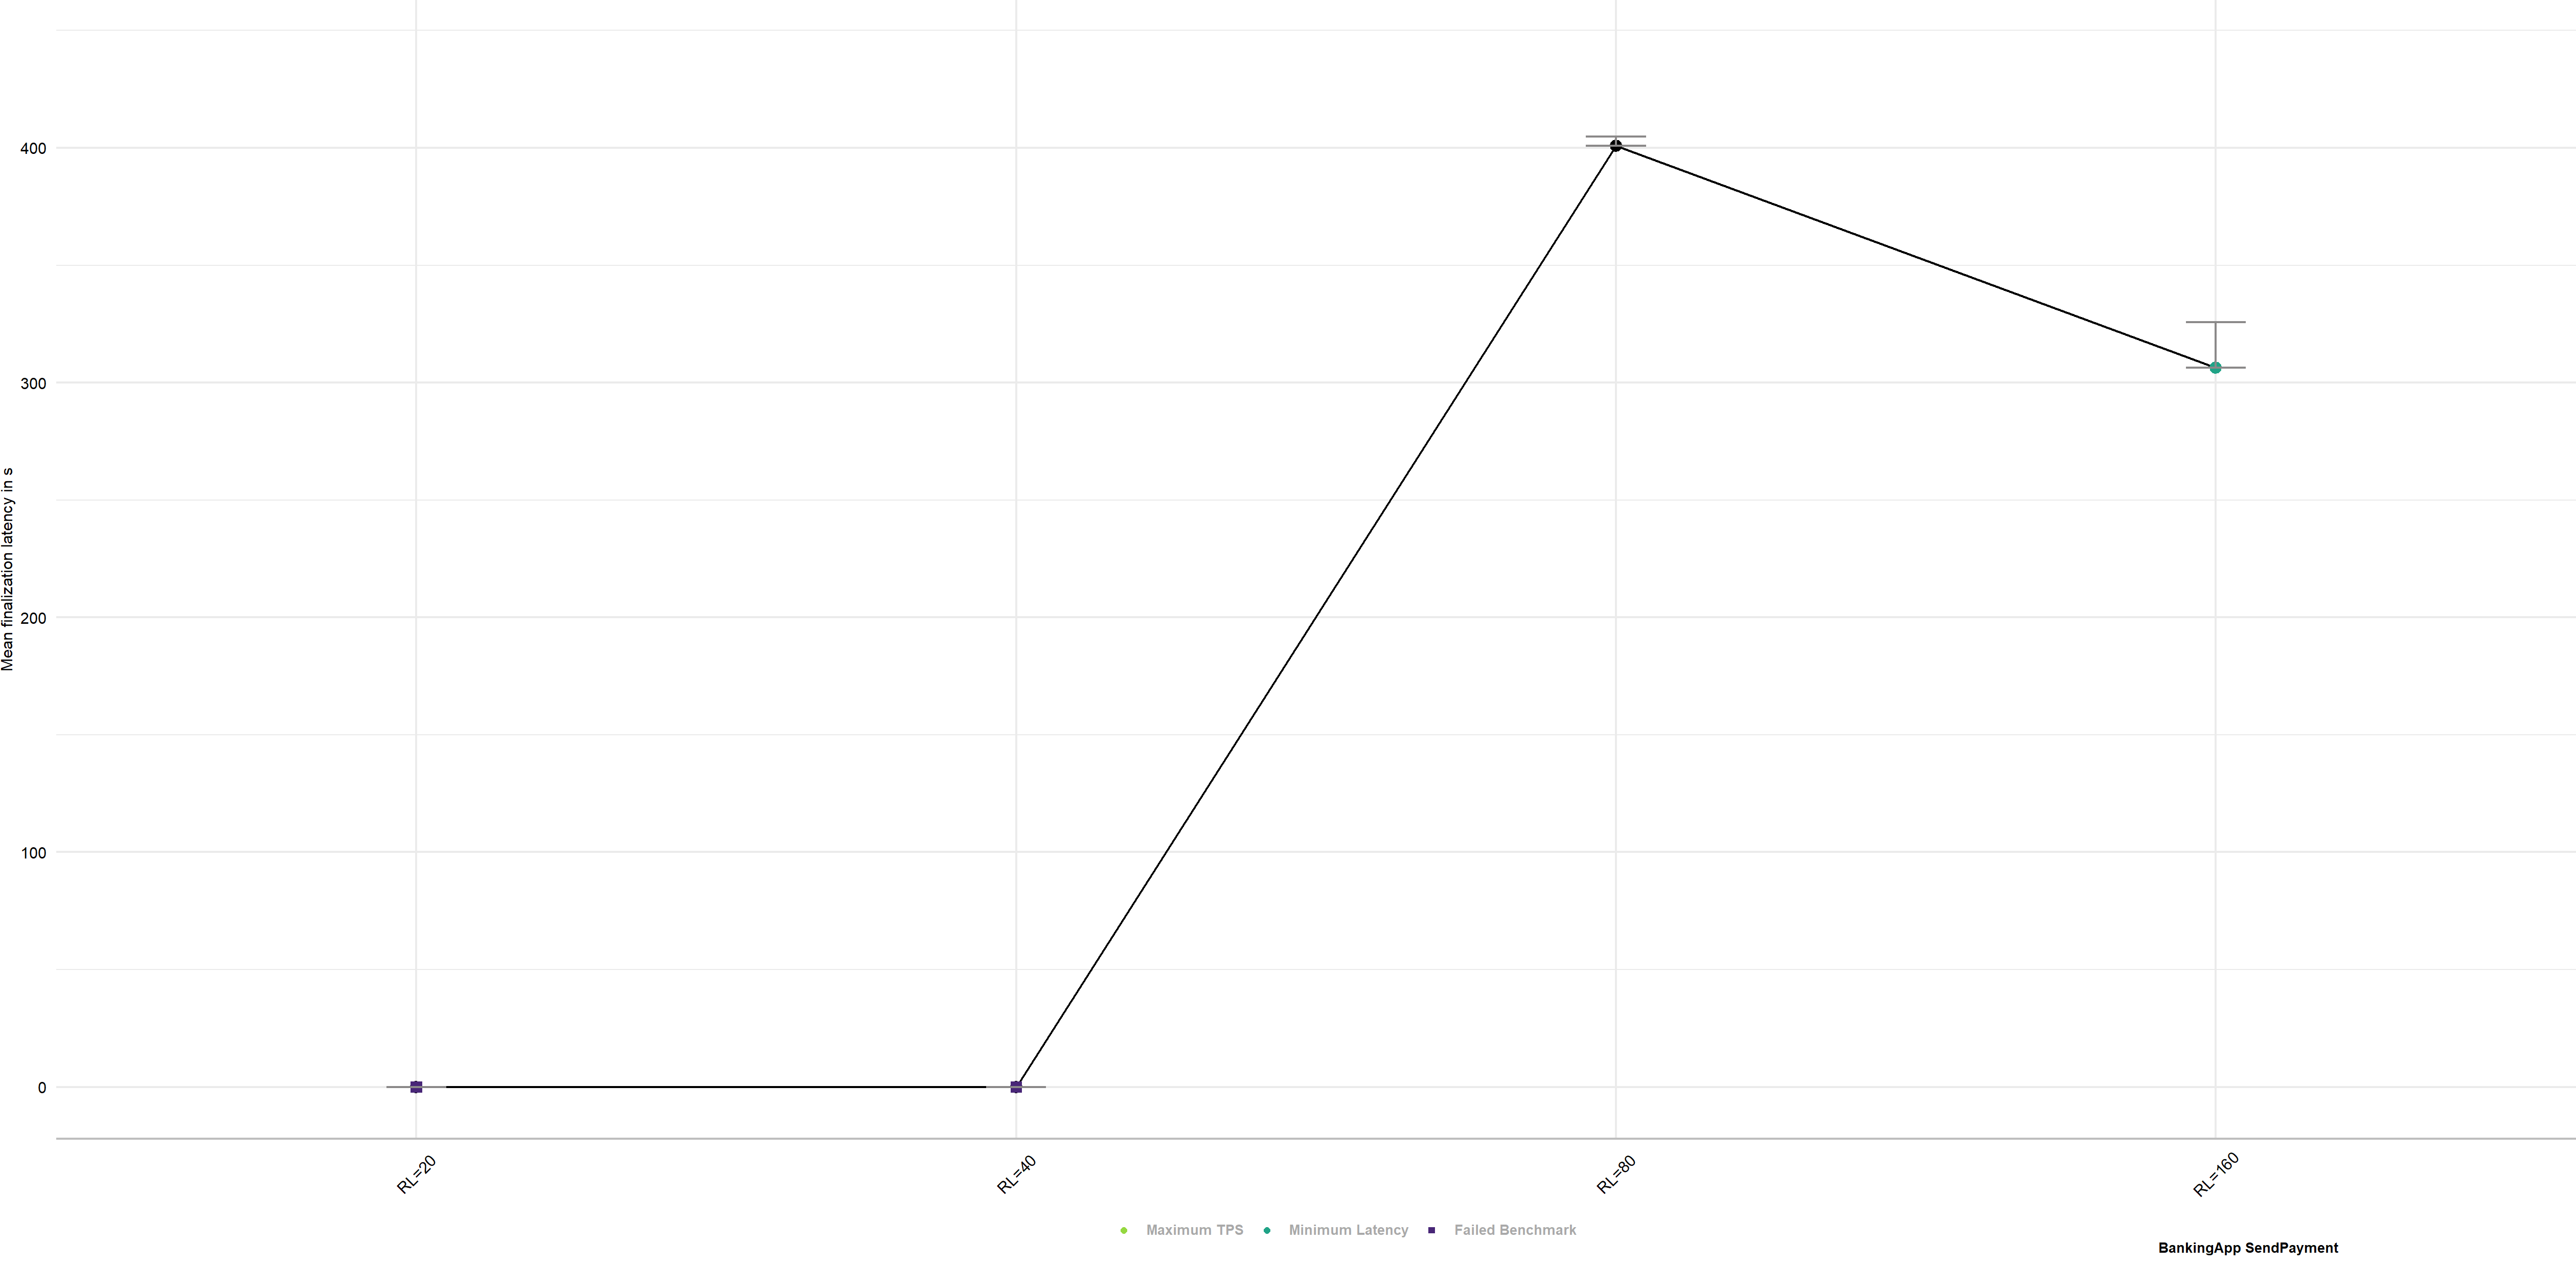 Mean finalization latency in s
400
300
200
100
0
RL=20
RL=40
RL=80
RL=160
Maximum TPS
Minimum Latency
Failed Benchmark
BankingApp SendPayment